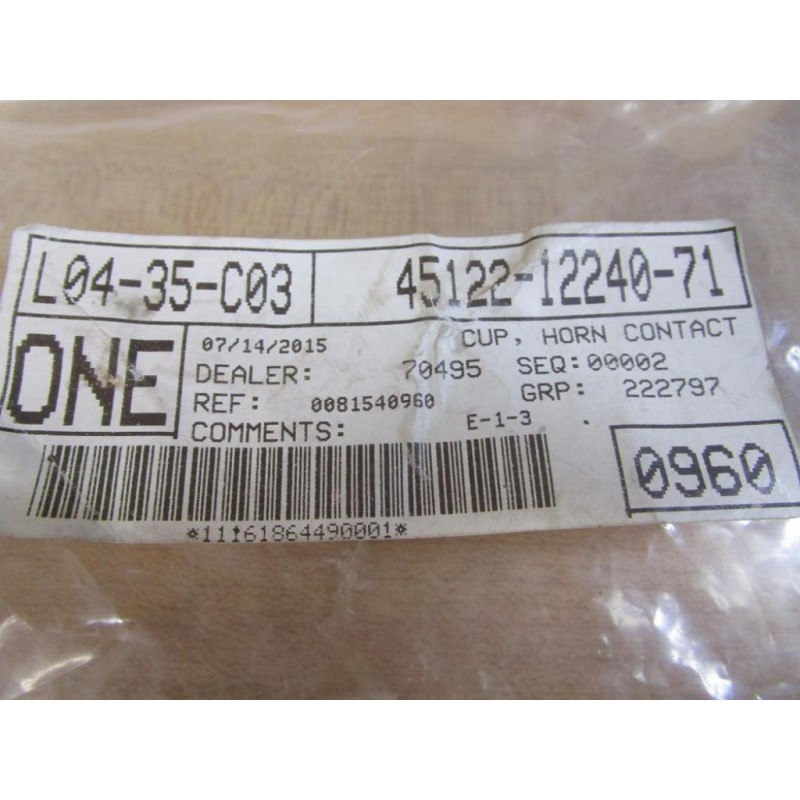 L04-35-C03
45122-12240-71
ONE
07/14/2015
CUP, HORN CONTACT
DEALER: 70495 SEQ:00002
REF: 0081540960 GRP: 222797
COMMENTS: E-1-3
0960
*11161864490001*